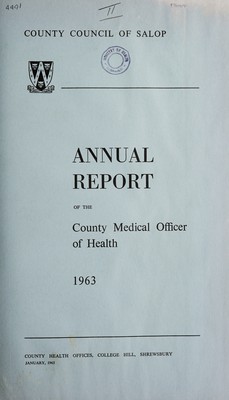 4401
II
COUNTY COUNCIL OF SALOP
ANNUAL
REPORT
OF THE
County Medical Officer
of Health
1963
COUNTY HEALTH OFFICES, COLLEGE HILL, SHREWSBURY